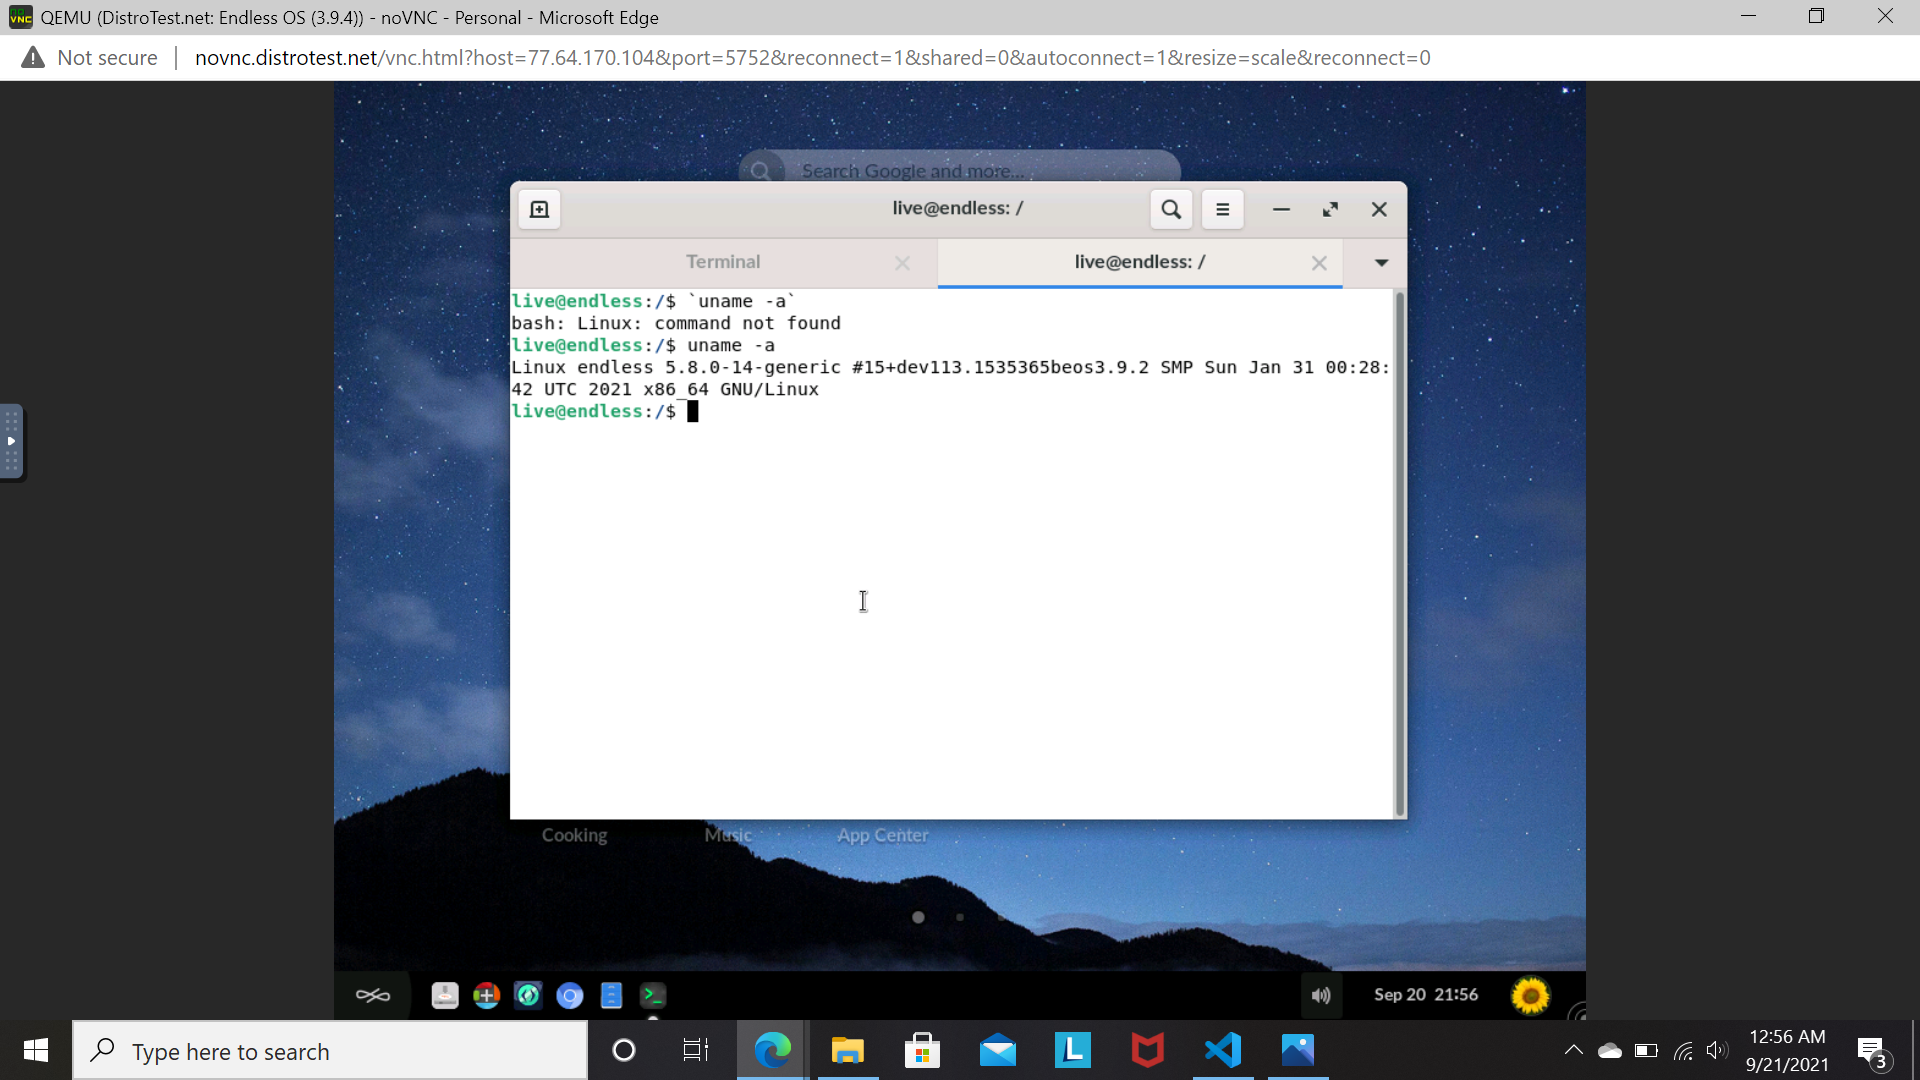 QEMU (DistroTest.net: Endless OS (3.9.4)) - noVNC - Personal - Microsoft Edge
Not secure
novnc.distrotest.net/vnc.html?host=77.64.170.104&port=5752&reconnect=1&shared=0&autoconnect=1&resize=scale&reconnect=0
Search Google and more...
live@endless: /
Terminal
live@endless: /
live@endless:/$ `uname -a`
bash: Linux: command not found
live@endless:/$ uname -a
Linux endless 5.8.0-14-generic #15+dev113.1535365beos3.9.2 SMP Sun Jan 31 00:28:
42 UTC 2021 x86_64 GNU/Linux
live@endless:/$
Cooking
Music
App Center
Sep 20 21:56
Type here to search
L
12:56 AM
9/21/2021
3